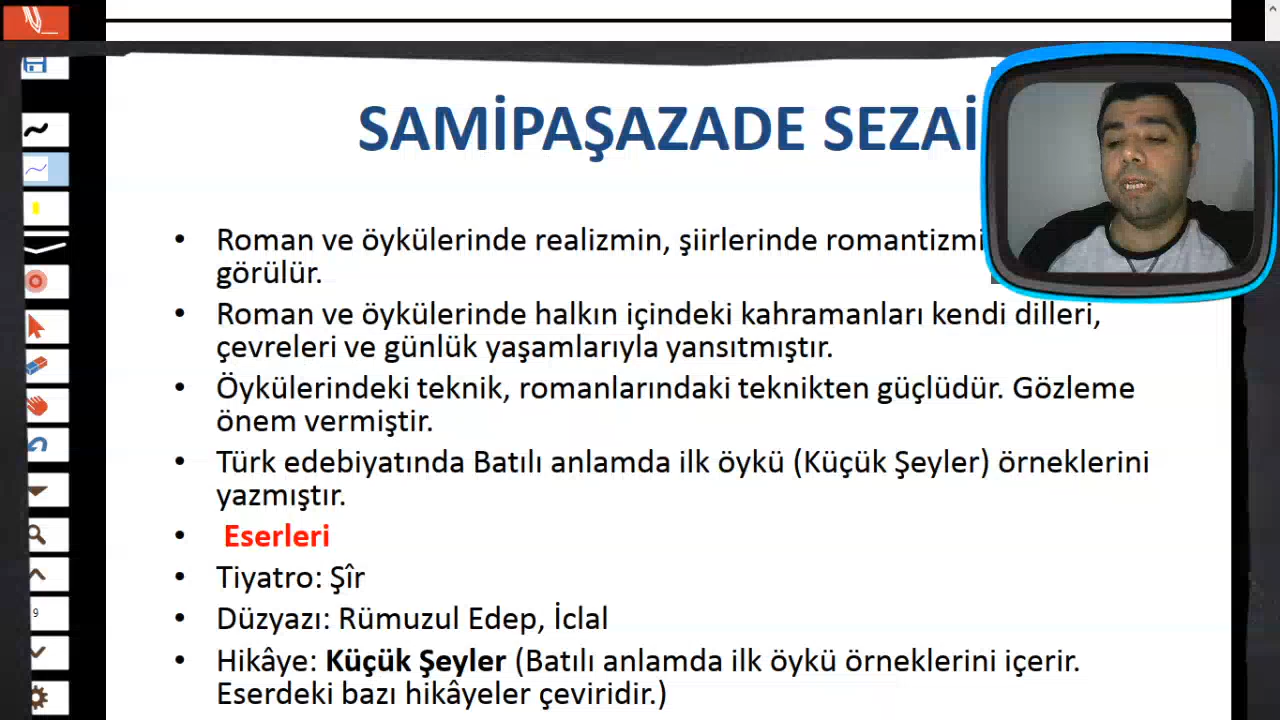 SAMİPAŞAZADE SEZAİ
• Roman ve öykülerinde realizmin, şiirlerinde romantizmi
görülür.
• Roman ve öykülerinde halkın içindeki kahramanları kendi dilleri,
çevreleri ve günlük yaşamlarıyla yansıtmıştır.
• Öykülerindeki teknik, romanlarındaki teknikten güçlüdür. Gözleme
önem vermiştir.
• Türk edebiyatında Batılı anlamda ilk öykü (Küçük Şeyler) örneklerini
yazmıştır.
• Eserleri
• Tiyatro: Şîr
• Düzyazı: Rümuzul Edep, İclal
• Hikâye: Küçük Şeyler (Batılı anlamda ilk öykü örneklerini içerir.
Eserdeki bazı hikâyeler çeviridir.)
9